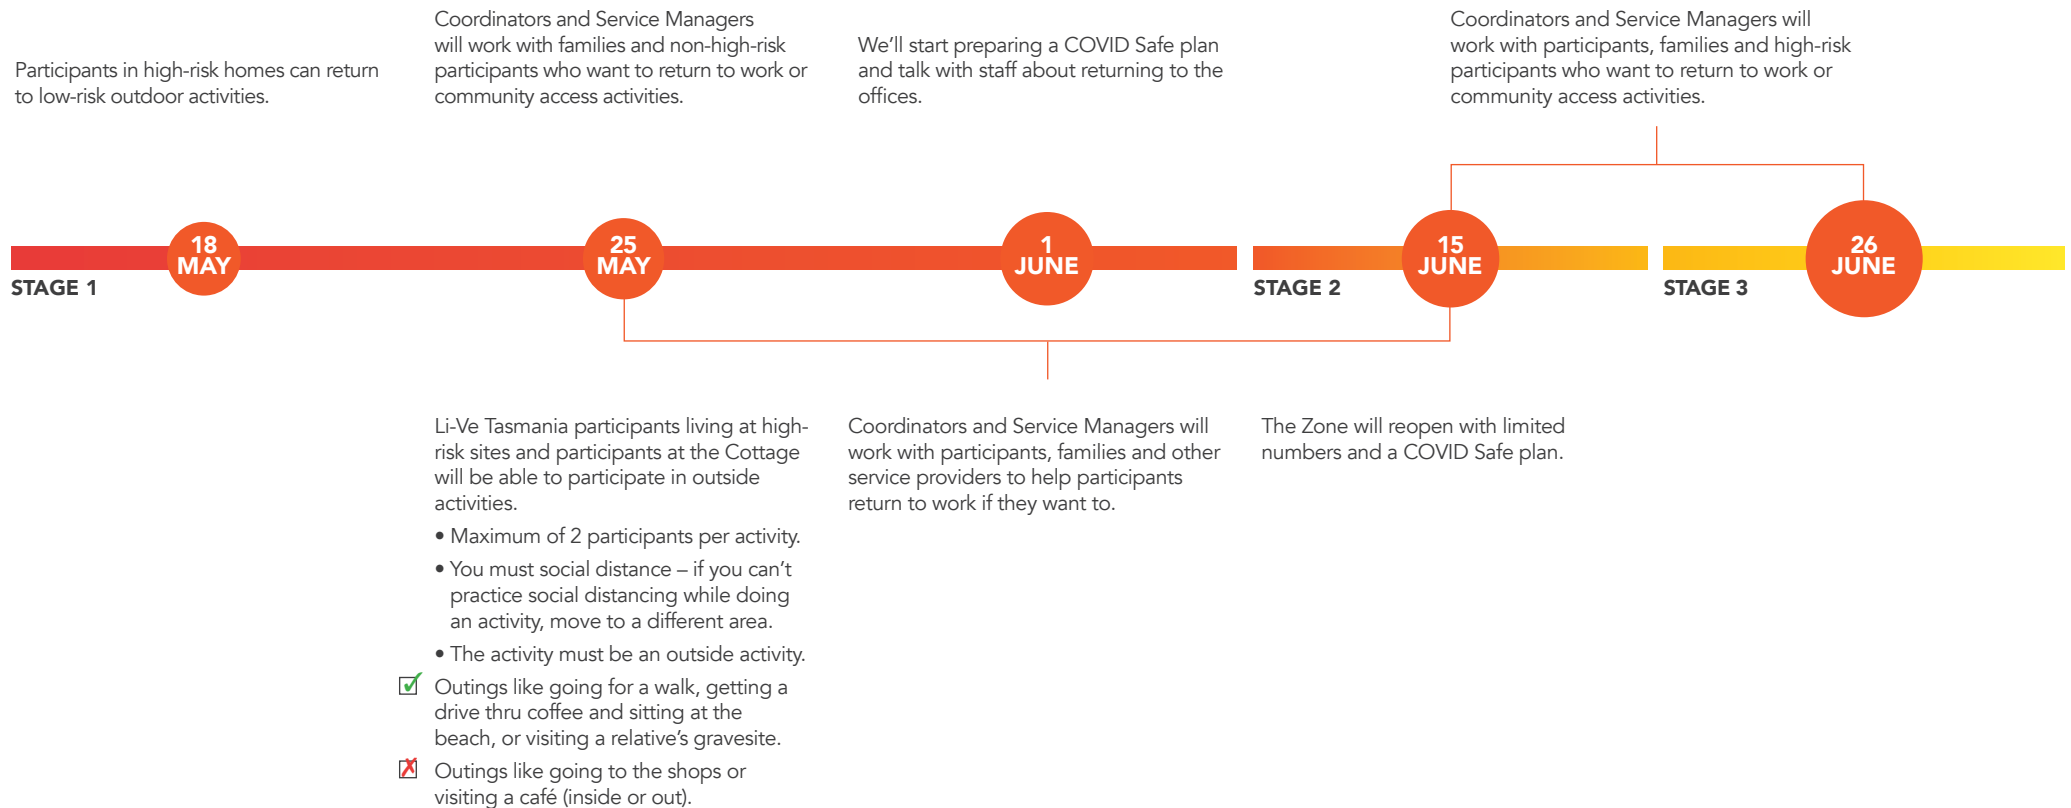 Participants in high-risk homes can return
to low-risk outdoor activities.
Coordinators and Service Managers
will work with families and non-high-risk
participants who want to return to work or
community access activities.
We'll start preparing a COVID Safe plan
and talk with staff about returning to the
offices.
Coordinators and Service Managers will
work with participants, families and high-risk
participants who want to return to work or
community access activities.
18
MAY
25
MAY
1
JUNE
15
JUNE
26
JUNE
STAGE 1
STAGE 2
STAGE 3
Li-Ve Tasmania participants living at high-
risk sites and participants at the Cottage
will be able to participate in outside
activities.
• Maximum of 2 participants per activity.
• You must social distance – if you can't
practice social distancing while doing
an activity, move to a different area.
• The activity must be an outside activity.
Outings like going for a walk, getting a
drive thru coffee and sitting at the
beach, or visiting a relative's gravesite.
Outings like going to the shops or
visiting a café (inside or out).
Coordinators and Service Managers will
work with participants, families and other
service providers to help participants
return to work if they want to.
The Zone will reopen with limited
numbers and a COVID Safe plan.